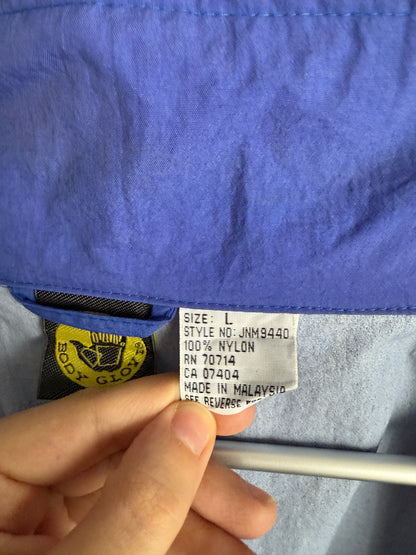 BODY GLOVE
SIZE: L
STYLE NO: JNM9440
100% NYLON
RN 70714
CA 07404
MADE IN MALAYSIA
SEE REVERSE